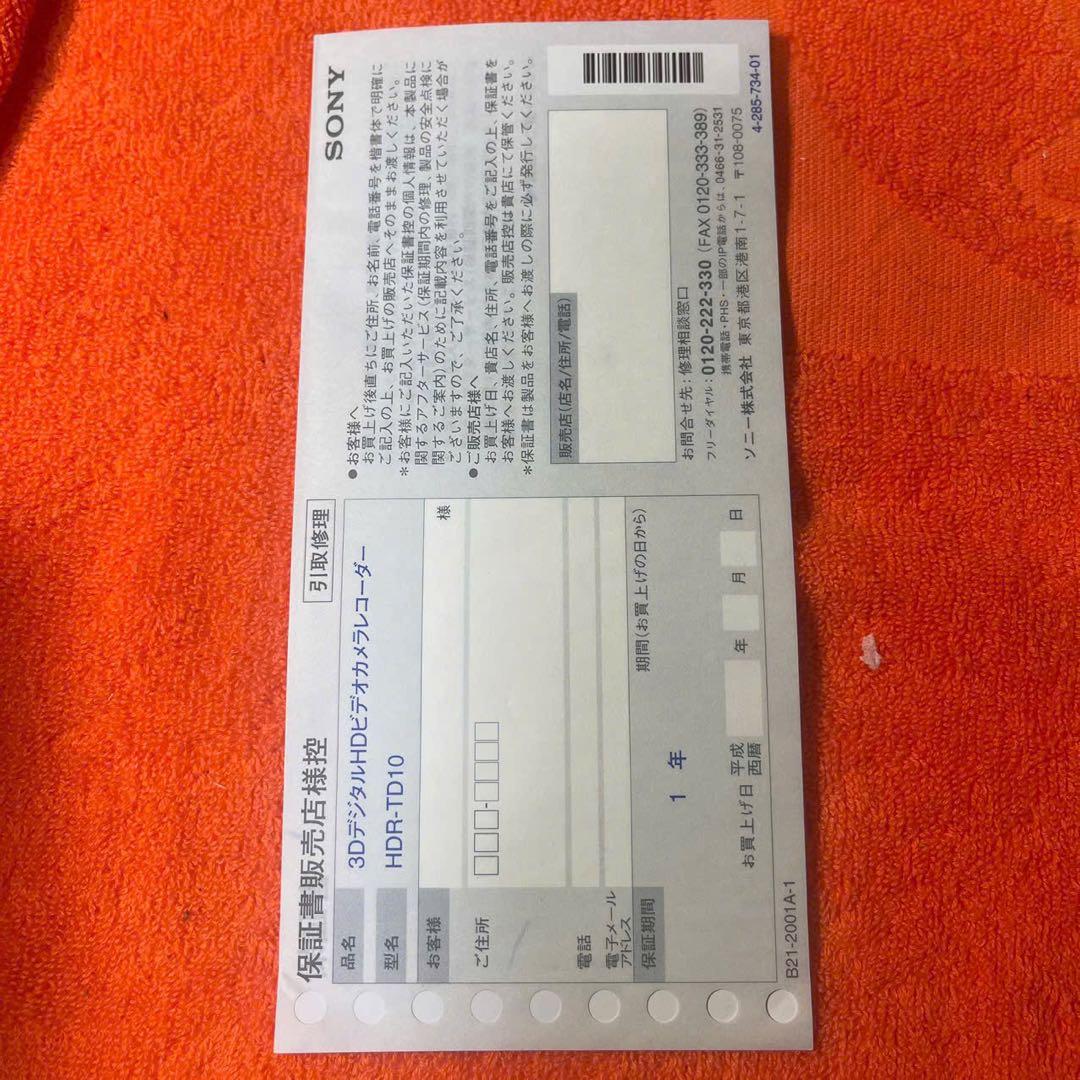 保証書販売店様控
引取修理
SONY
品名
3DデジタルHDビデオカメラレコーダー
型名
HDR-TD10
お客様
様
ご住所
□□□-□□□□
電話
電子メール
アドレス
保証期間
期間(お買上げの日から)
1 年
お買上げ日
平成
西暦
年 月 日
B21-2001A-1
●お客様へ
お買上げ後直ちにご住所、お名前、電話番号を楷書体で明確に
ご記入の上、お買上げの販売店へそのままお渡しください。
*お客様にご記入いただいた保証書控の個人情報は、本製品に
関するアフターサービス(保証期間内の修理、製品の安全点検に
関するご案内)のために記載内容を利用させていただく場合が
ございますので、ご了承ください。
●ご販売店様へ
お買上げ日、貴店名、住所、電話番号をご記入の上、保証書を
お客様へお渡しください。販売店控は貴店にて保管ください。
*保証書は製品をお客様へお渡しの際に必ず発行してください。
販売店(店名/住所/電話)
お問合せ先:修理相談窓口
フリーダイヤル:0120-222-330(FAX 0120-333-389)
携帯電話・PHS・一部のIP電話からは、0466-31-2531
ソニー株式会社 東京都港区港南1-7-1 〒108-0075
4-285-734-01